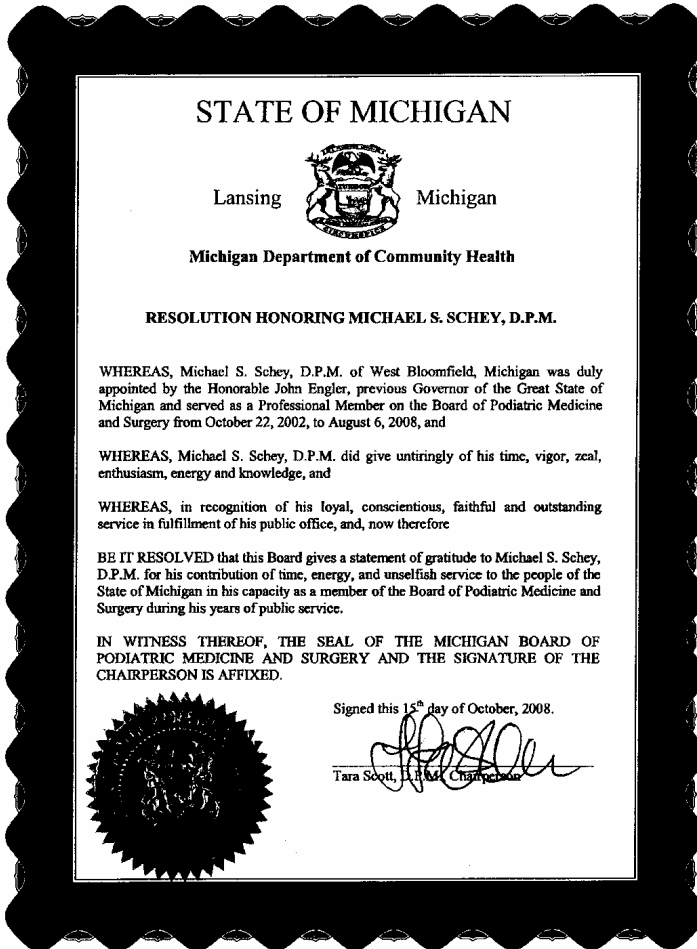 STATE OF MICHIGAN
Lansing Michigan
TUEBOR
CIRCUMSPICE
Michigan Department of Community Health
RESOLUTION HONORING MICHAEL S. SCHEY, D.P.M.
WHEREAS, Michael S. Schey, D.P.M. of West Bloomfield, Michigan was duly
appointed by the Honorable John Engler, previous Governor of the Great State of
Michigan and served as a Professional Member on the Board of Podiatric Medicine
and Surgery from October 22, 2002, to August 6, 2008, and
WHEREAS, Michael S. Schey, D.P.M. did give untiringly of his time, vigor, zeal,
enthusiasm, energy and knowledge, and
WHEREAS, in recognition of his loyal, conscientious, faithful and outstanding
service in fulfillment of his public office, and, now therefore
BE IT RESOLVED that this Board gives a statement of gratitude to Michael S. Schey,
D.P.M. for his contribution of time, energy, and unselfish service to the people of the
State of Michigan in his capacity as a member of the Board of Podiatric Medicine and
Surgery during his years of public service.
IN WITNESS THEREOF, THE SEAL OF THE MICHIGAN BOARD OF
PODIATRIC MEDICINE AND SURGERY AND THE SIGNATURE OF THE
CHAIRPERSON IS AFFIXED.
Signed this 15th day of October, 2008.
Tara Scott, D.P.M., Chairperson